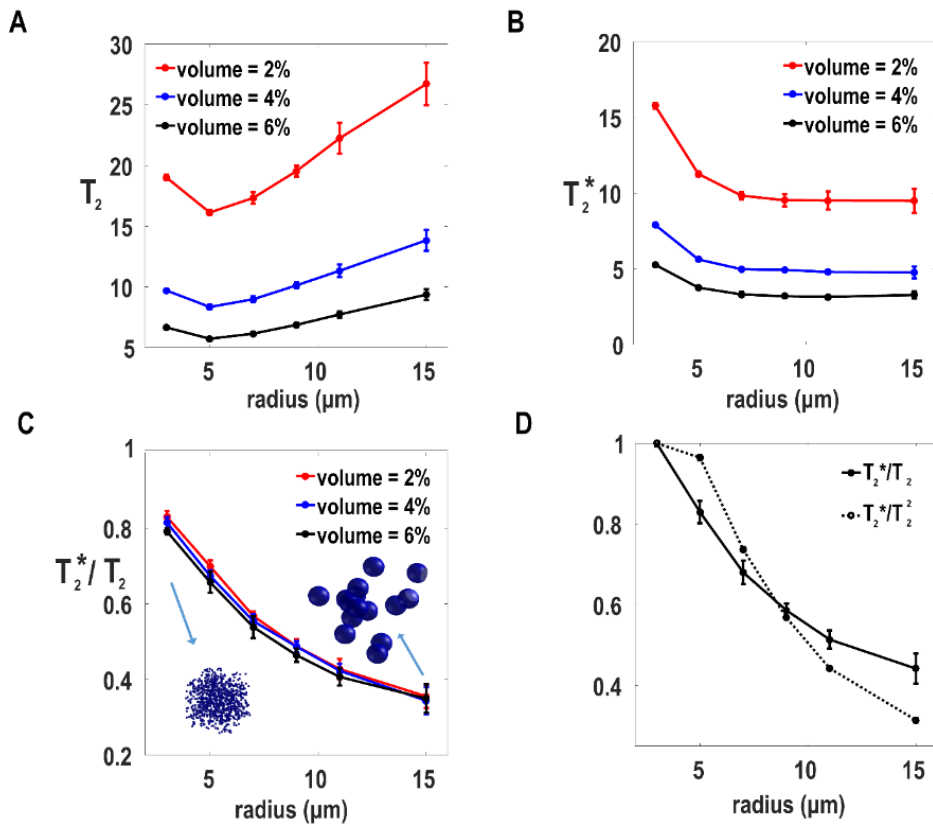 A
T₂
30
25
20
15
10
5
volume = 2%
volume = 4%
volume = 6%
5
10
15
radius (µm)
B
T₂*
20
15
10
5
0
volume = 2%
volume = 4%
volume = 6%
5
10
15
radius (µm)
C
T₂*/ T₂
1
0.8
0.6
0.4
0.2
volume = 2%
volume = 4%
volume = 6%
5
10
15
radius (µm)
D
1
0.8
0.6
0.4
T₂*/T₂
T₂*/T₂²
5
10
15
radius (µm)